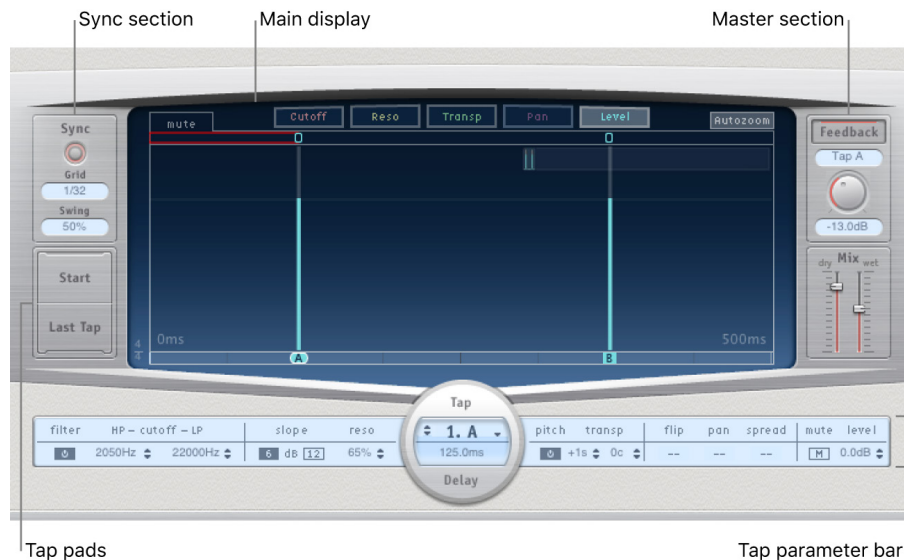 Sync section
Main display
Master section
Sync
Grid
1/32
Swing
50%
Start
Last Tap
mute
Cutoff
Reso
Transp
Pan
Level
Autozoom
0ms
500ms
4
4
A
B
Feedback
Tap A
-13.0dB
dry Mix wet
Tap
1. A
125.0ms
Delay
filter HP – cutoff – LP slope reso
2050Hz 22000Hz 6 dB 12 65%
pitch transp flip pan spread mute level
+1s 0c -- -- -- M 0.0dB
Tap pads
Tap parameter bar